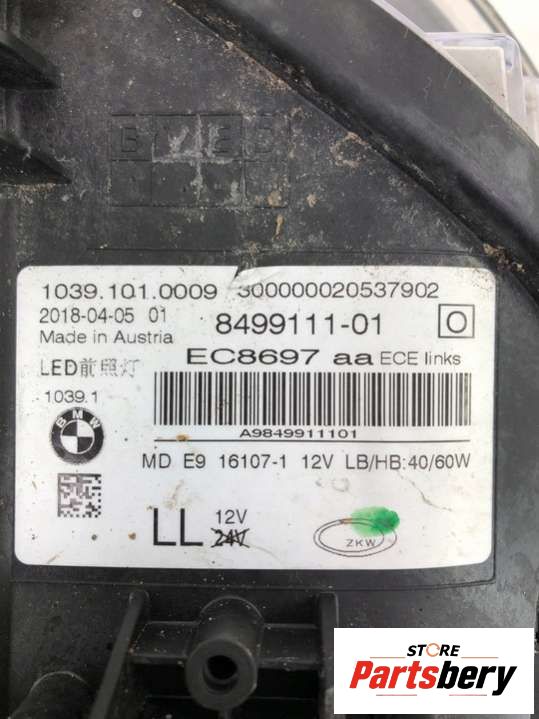 1039.101.0009 300000020537902
2018-04-05 01
8499111-01 O
Made in Austria
EC8697 aa ECE links
LED前照灯
1039.1
BMW
A9849911101
MD E9 16107-1 12V LB/HB:40/60W
LL 12V
24V
ZKW
STORE
Partsbery